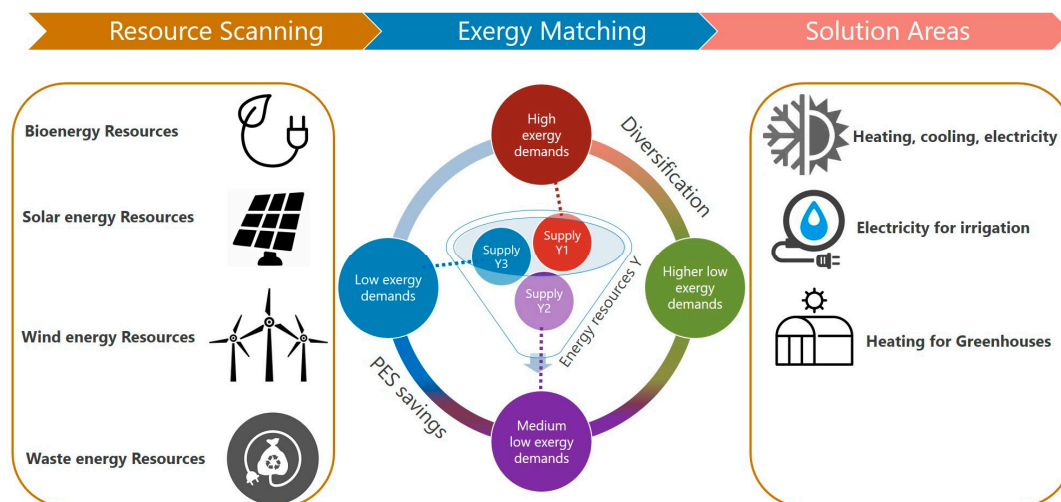 Resource Scanning
Exergy Matching
Solution Areas
Bioenergy Resources
Solar energy Resources
Wind energy Resources
Waste energy Resources
High
exergy
demands
Diversification
Supply
Y1
Supply
Y3
Supply
Y2
Low exergy
demands
Higher low
exergy
demands
Energy resources Y
PES savings
Medium
low exergy
demands
Heating, cooling, electricity
Electricity for irrigation
Heating for Greenhouses